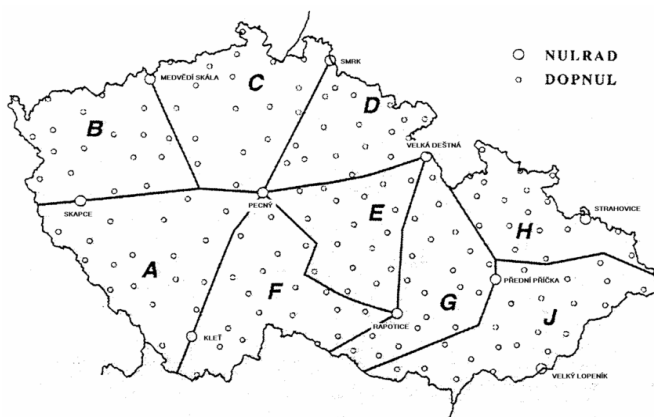 NULRAD
DOPNUL
SMRK
MEDVĚDÍ SKÁLA
C
D
B
VELKÁ DEŠTNÁ
SKAPCE
PECNÝ
STRAHOVICE
E
H
A
F
G
PŘEDNÍ PŘÍČKA
RAPOTICE
J
KLEŤ
VELKÝ LOPENÍK